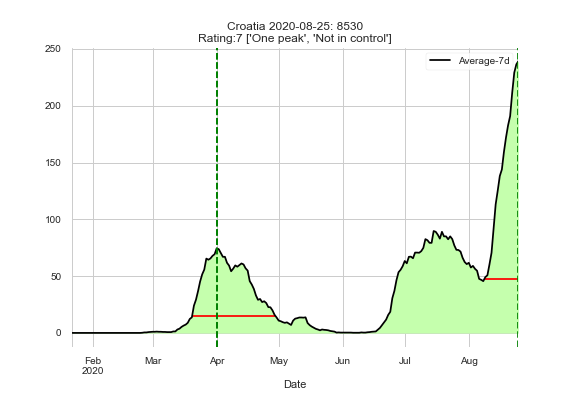 Croatia 2020-08-25: 8530
Rating:7 ['One peak', 'Not in control']
Average-7d
250
200
150
100
50
0
Feb Mar Apr May Jun Jul Aug
2020
Date